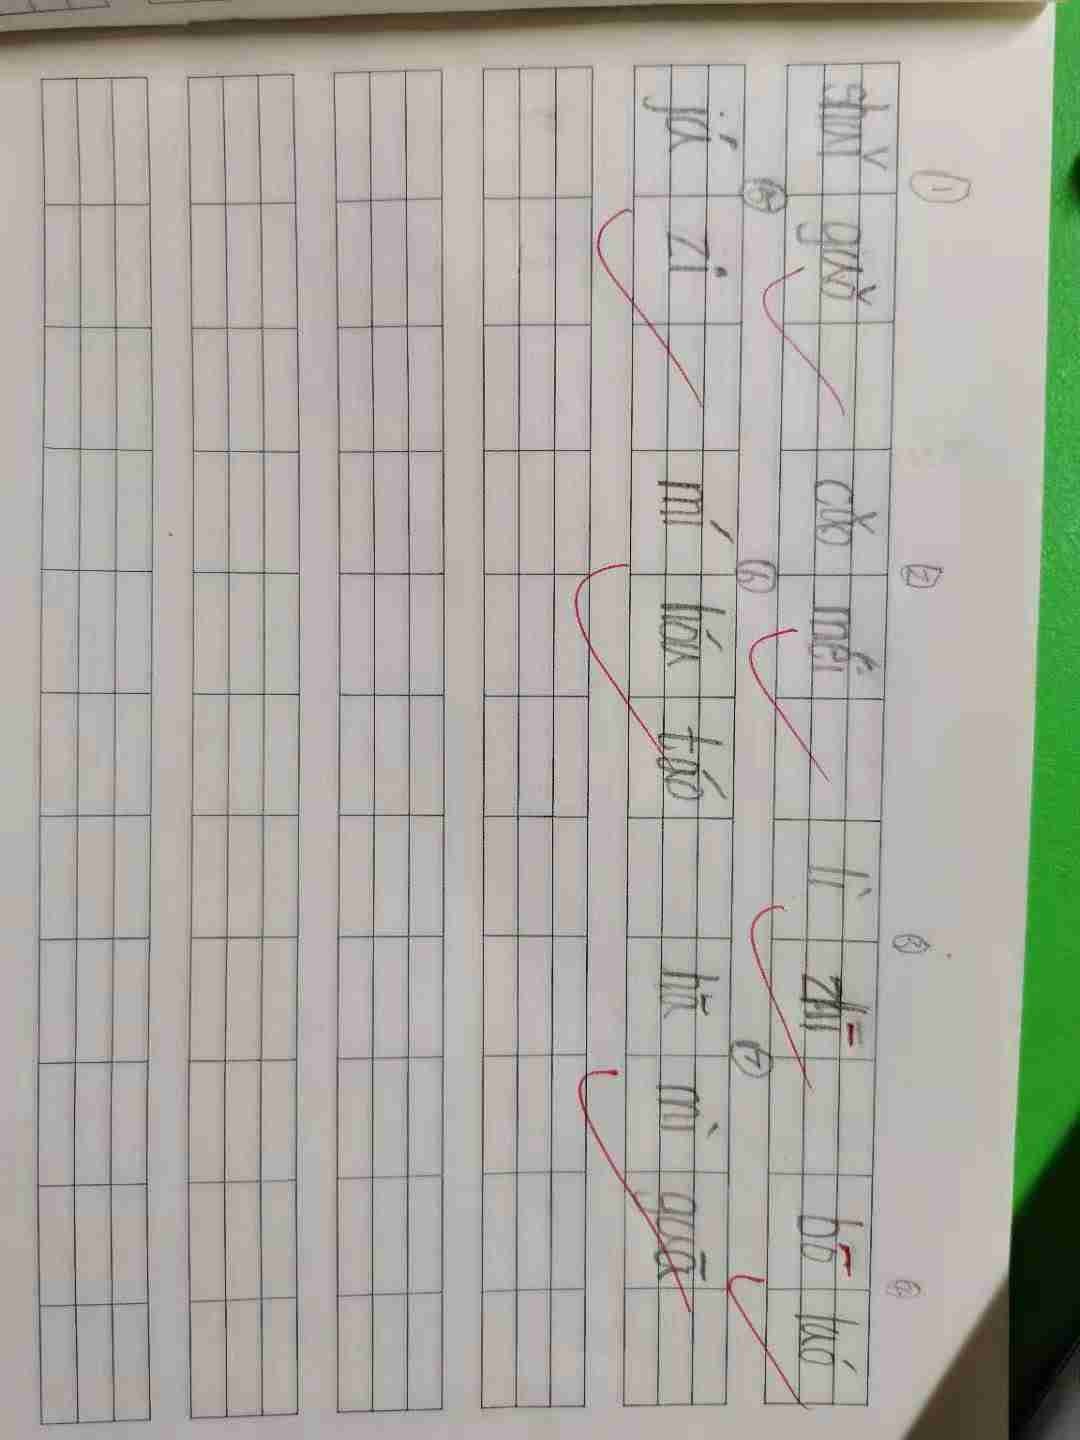 ① ② ③ ④
shuǐ guǒ cǎo méi lì zhī bō luó
⑤ ⑥ ⑦
jú zi mí hóu táo hā mì guā